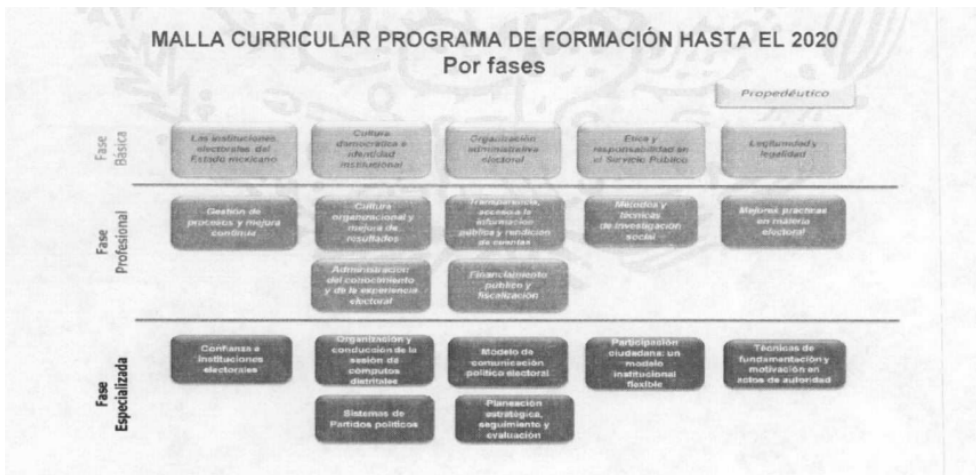 MALLA CURRICULAR PROGRAMA DE FORMACIÓN HASTA EL 2020
Por fases
Propedéutico
Fase
Básica
Las instituciones
electorales del
Estado mexicano
Cultura
democrática e
identidad
institucional
Organización
administrativa
electoral
Ética y
responsabilidad en
el Servicio Público
Legitimidad y
legalidad
Fase
Profesional
Gestión de
procesos y mejora
continua
Cultura
organizacional y
mejora de
resultados
Transparencia,
acceso a la
información
pública y rendición
de cuentas
Métodos y
técnicas
de investigación
social
Mejores prácticas
en materia
electoral
Administración
del conocimiento
y de la experiencia
electoral
Financiamiento
público y
fiscalización
Fase
Especializada
Confianza e
instituciones
electorales
Organización y
conducción de la
sesión de
cómputos
distritales
Modelo de
comunicación
político electoral
Participación
ciudadana: un
modelo
institucional
flexible
Técnicas de
fundamentación y
motivación en
actos de autoridad
Sistemas de
Partidos políticos
Planeación
estratégica,
seguimiento y
evaluación